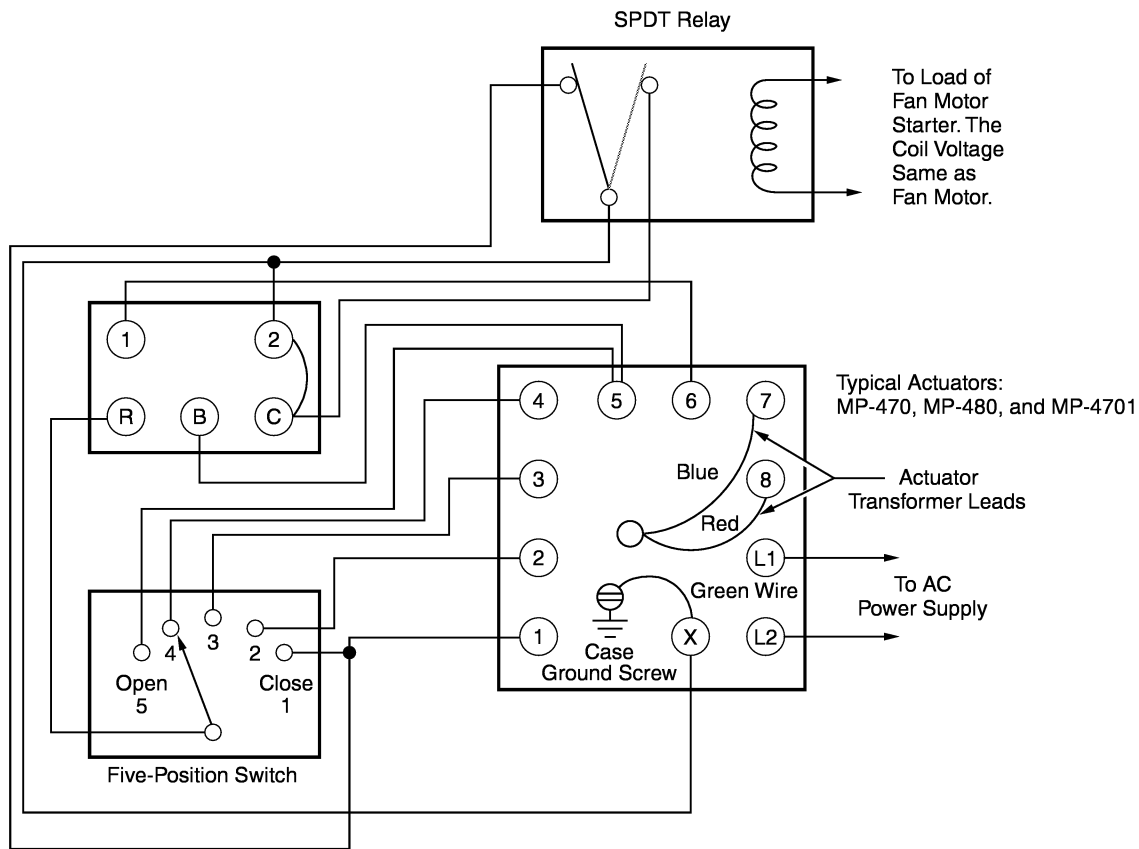 SPDT Relay
To Load of
Fan Motor
Starter. The
Coil Voltage
Same as
Fan Motor.
1
2
R
B
C
4
5
6
7
Typical Actuators:
MP-470, MP-480, and MP-4701
Blue
3
8
Actuator
Transformer Leads
Red
2
L1
Green Wire
To AC
Power Supply
1
X
L2
Case
Ground Screw
4
3
2
Open
5
Close
1
Five-Position Switch